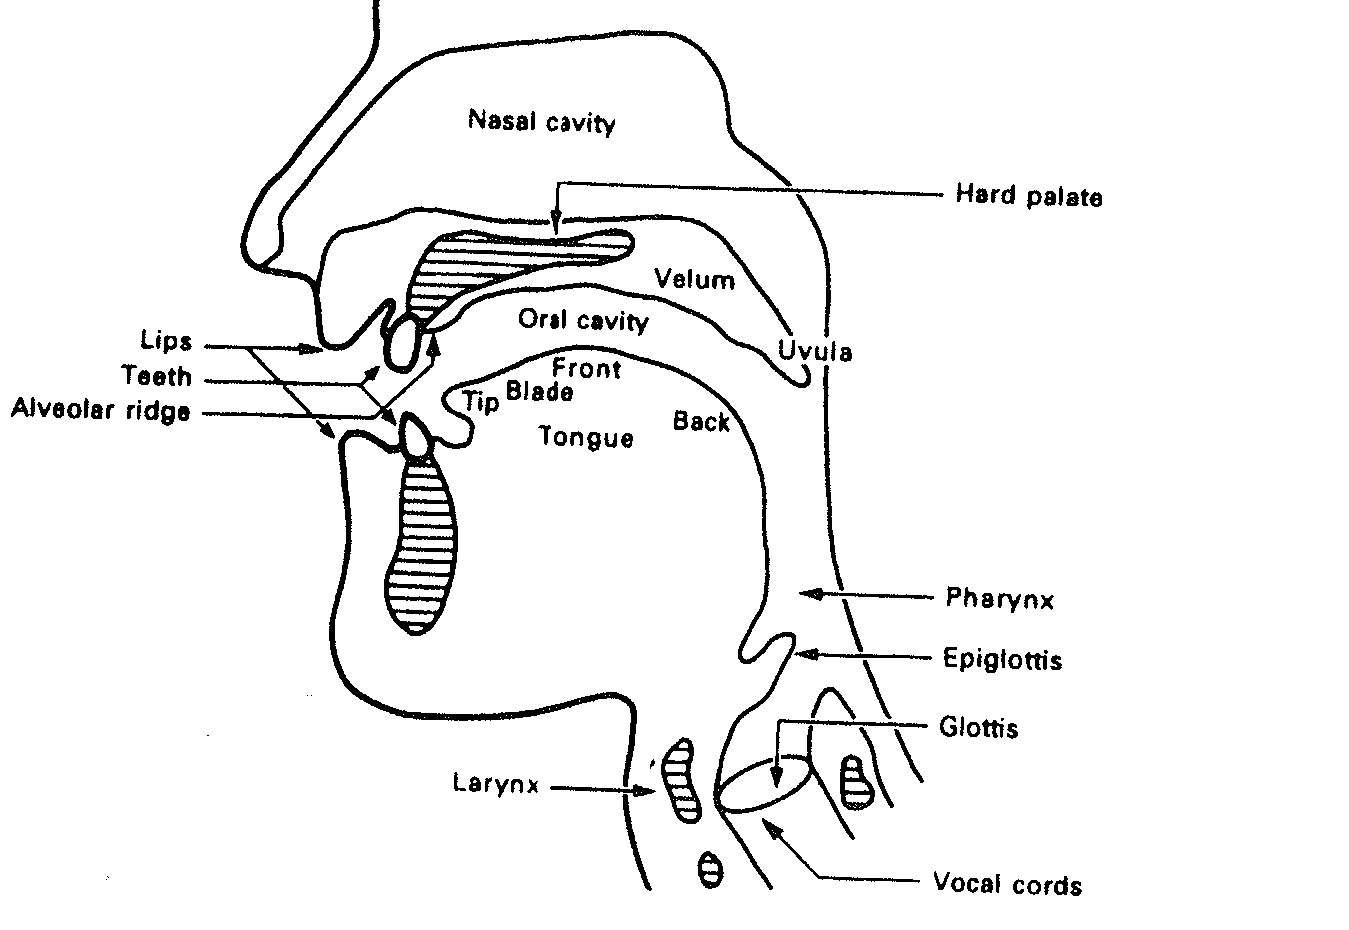 Nasal cavity
Hard palate
Velum
Oral cavity
Lips
Uvula
Front
Teeth
Blade
Tip
Alveolar ridge
Back
Tongue
Pharynx
Epiglottis
Glottis
Larynx
Vocal cords